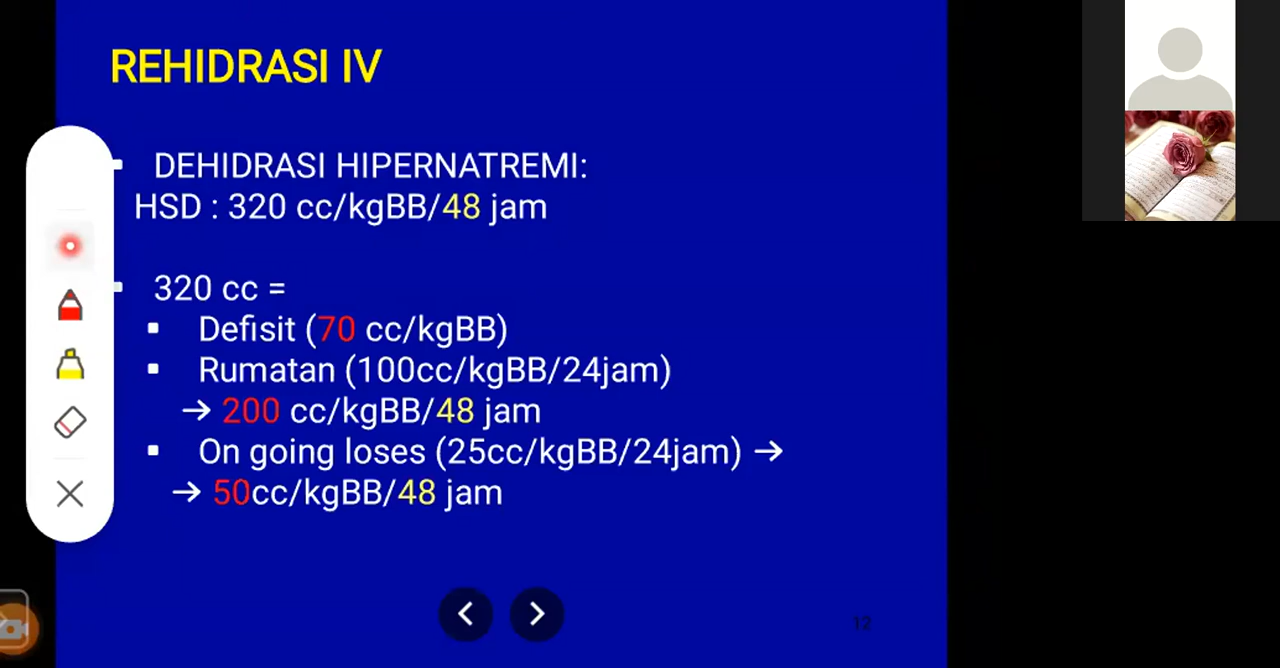 REHIDRASI IV
DEHIDRASI HIPERNATREMI:
HSD : 320 cc/kgBB/48 jam
320 cc =
Defisit (70 cc/kgBB)
Rumatan (100cc/kgBB/24jam)
→ 200 cc/kgBB/48 jam
On going loses (25cc/kgBB/24jam) →
→ 50cc/kgBB/48 jam
12